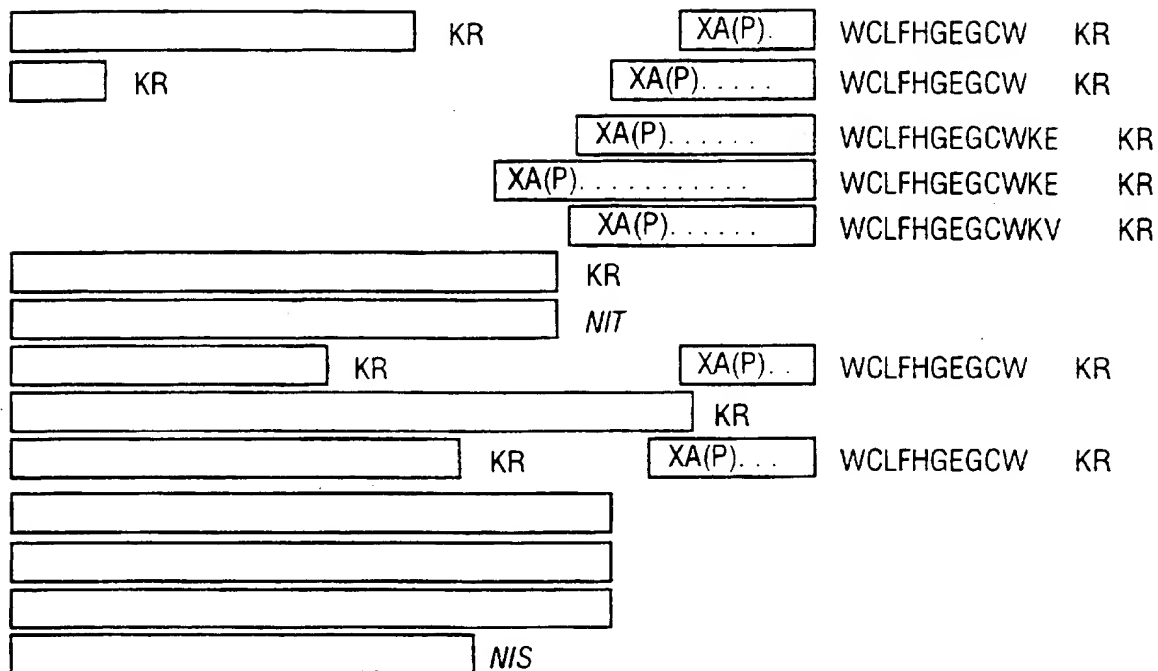 KR XA(P). WCLFHGEGCW KR
KR XA(P). . . . . WCLFHGEGCW KR
XA(P). . . . . . WCLFHGEGCWKE KR
XA(P). . . . . . . . . . . WCLFHGEGCWKE KR
XA(P). . . . . . WCLFHGEGCWKV KR
KR
NIT
KR XA(P). . WCLFHGEGCW KR
KR
KR XA(P). . . WCLFHGEGCW KR
NIS